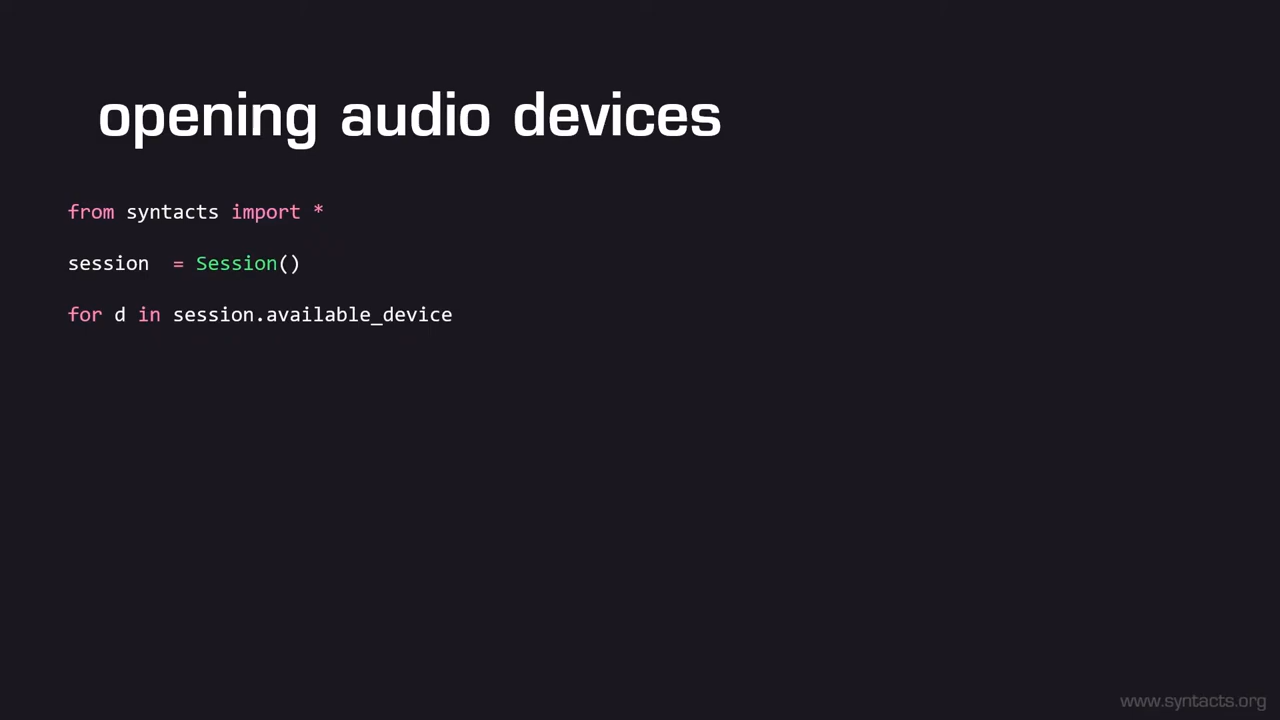 opening audio devices
from syntacts import *
session  = Session()
for d in session.available_device
www.syntacts.org